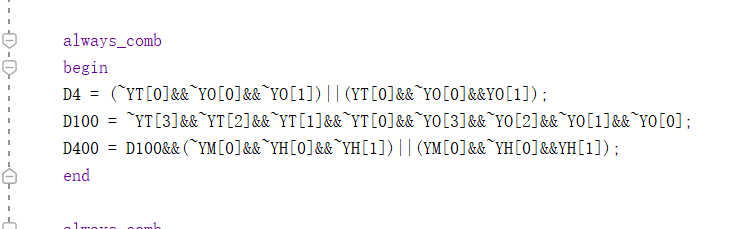 always_comb
begin
D4 = (~YT[0]&&~YO[0]&&~YO[1])||(YT[0]&&~YO[0]&&YO[1]);
D100 = ~YT[3]&&~YT[2]&&~YT[1]&&~YT[0]&&~YO[3]&&~YO[2]&&~YO[1]&&~YO[0];
D400 = D100&&(~YM[0]&&~YH[0]&&~YH[1])||(YM[0]&&~YH[0]&&YH[1]);
end
always_comb